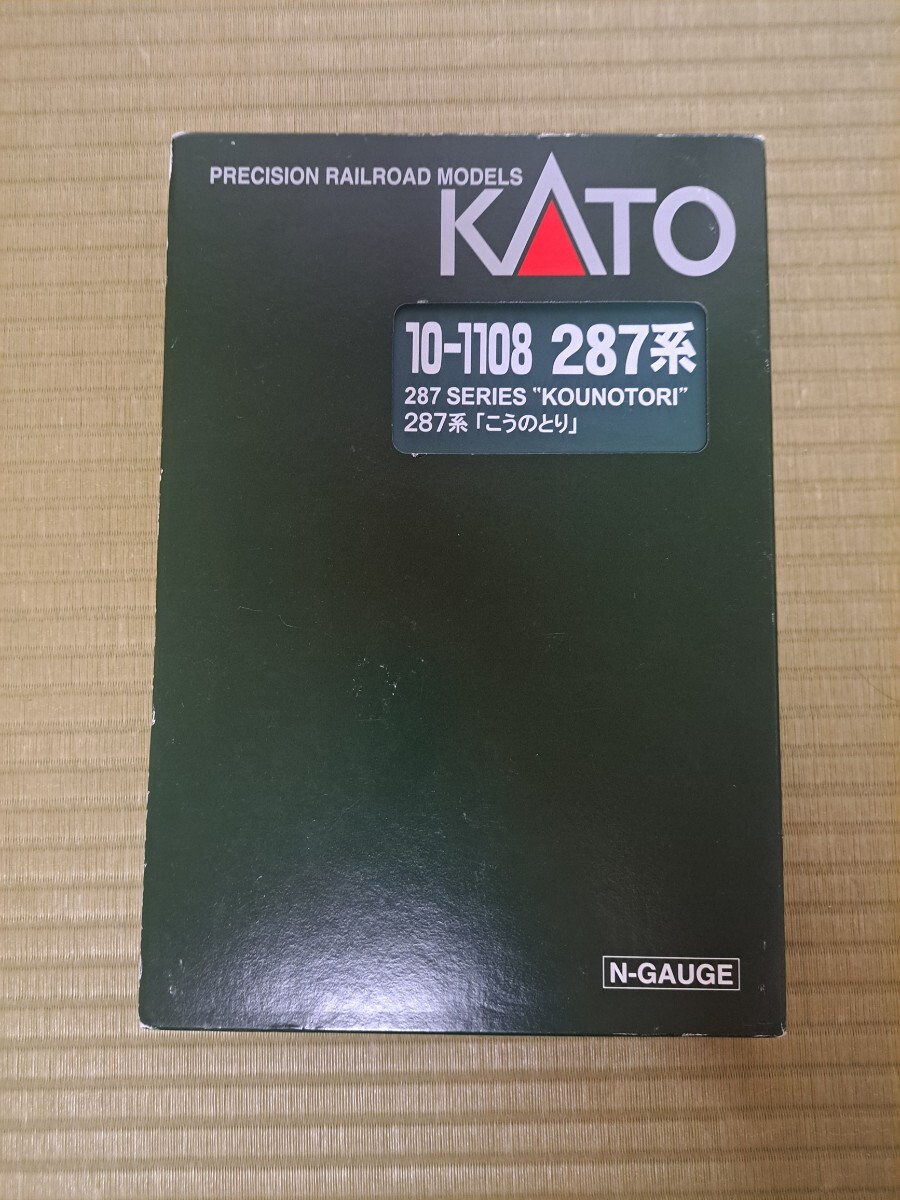 PRECISION RAILROAD MODELS
KATO
10-1108 287系
287 SERIES "KOUNOTORI"
287系「こうのとり」
N-GAUGE